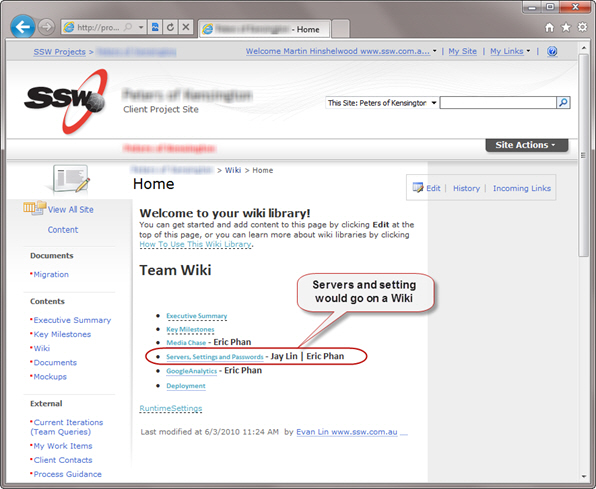 http://pro...
- Home
SSW Projects >
Welcome Martin Hinshelwood www.ssw.com.a... | My Site | My Links
SSW
Client Project Site
This Site: Peters of Kensingtor
Site Actions
> Wiki > Home
Home
Edit | History | Incoming Links
View All Site
Content
Documents
Migration
Contents
Executive Summary
Key Milestones
Wiki
Documents
Mockups
External
Current Iterations
(Team Queries)
My Work Items
Client Contacts
Process Guidance
Welcome to your wiki library!
You can get started and add content to this page by clicking Edit at the
top of this page, or you can learn more about wiki libraries by clicking
How To Use This Wiki Library.
Team Wiki
Servers and setting
would go on a Wiki
Executive Summary
Key Milestones
Media Chase - Eric Phan
Servers, Settings and Passwords - Jay Lin | Eric Phan
GoogleAnalytics - Eric Phan
Deployment
RuntimeSettings
Last modified at 6/3/2010 11:24 AM by Evan Lin www.ssw.com.au ...